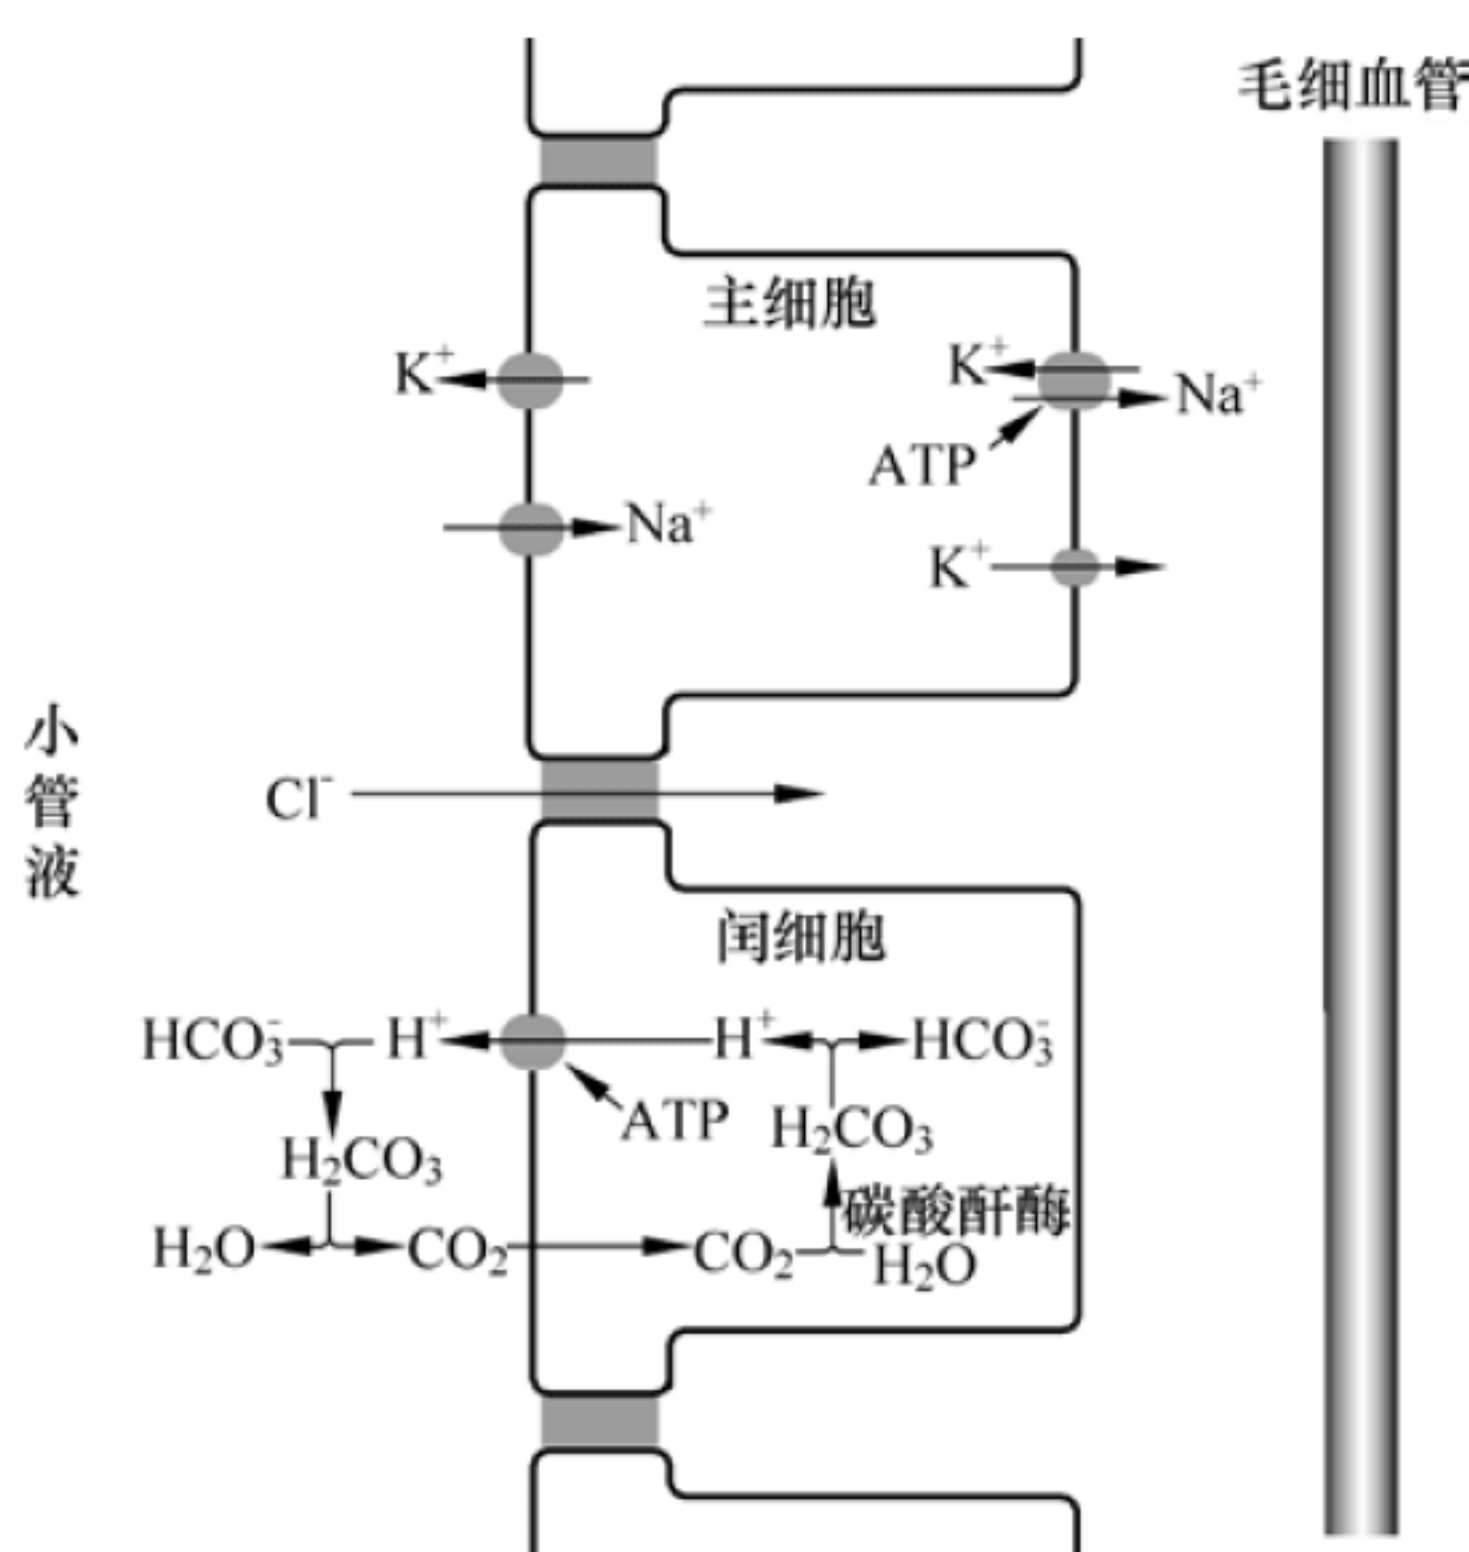 毛细血管
主细胞
K⁺
K⁺
Na⁺
ATP
Na⁺
K⁺
小管液
Cl⁻
闰细胞
HCO₃⁻ H⁺ H⁺ HCO₃⁻
ATP H₂CO₃
H₂CO₃
碳酸酐酶
H₂O CO₂ CO₂ H₂O